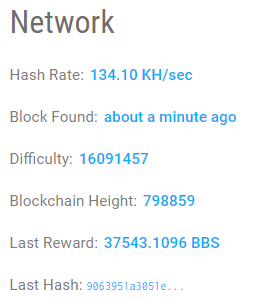 Network
Hash Rate: 134.10 KH/sec
Block Found: about a minute ago
Difficulty: 16091457
Blockchain Height: 798859
Last Reward: 37543.1096 BBS
Last Hash: 9063951a3051e...